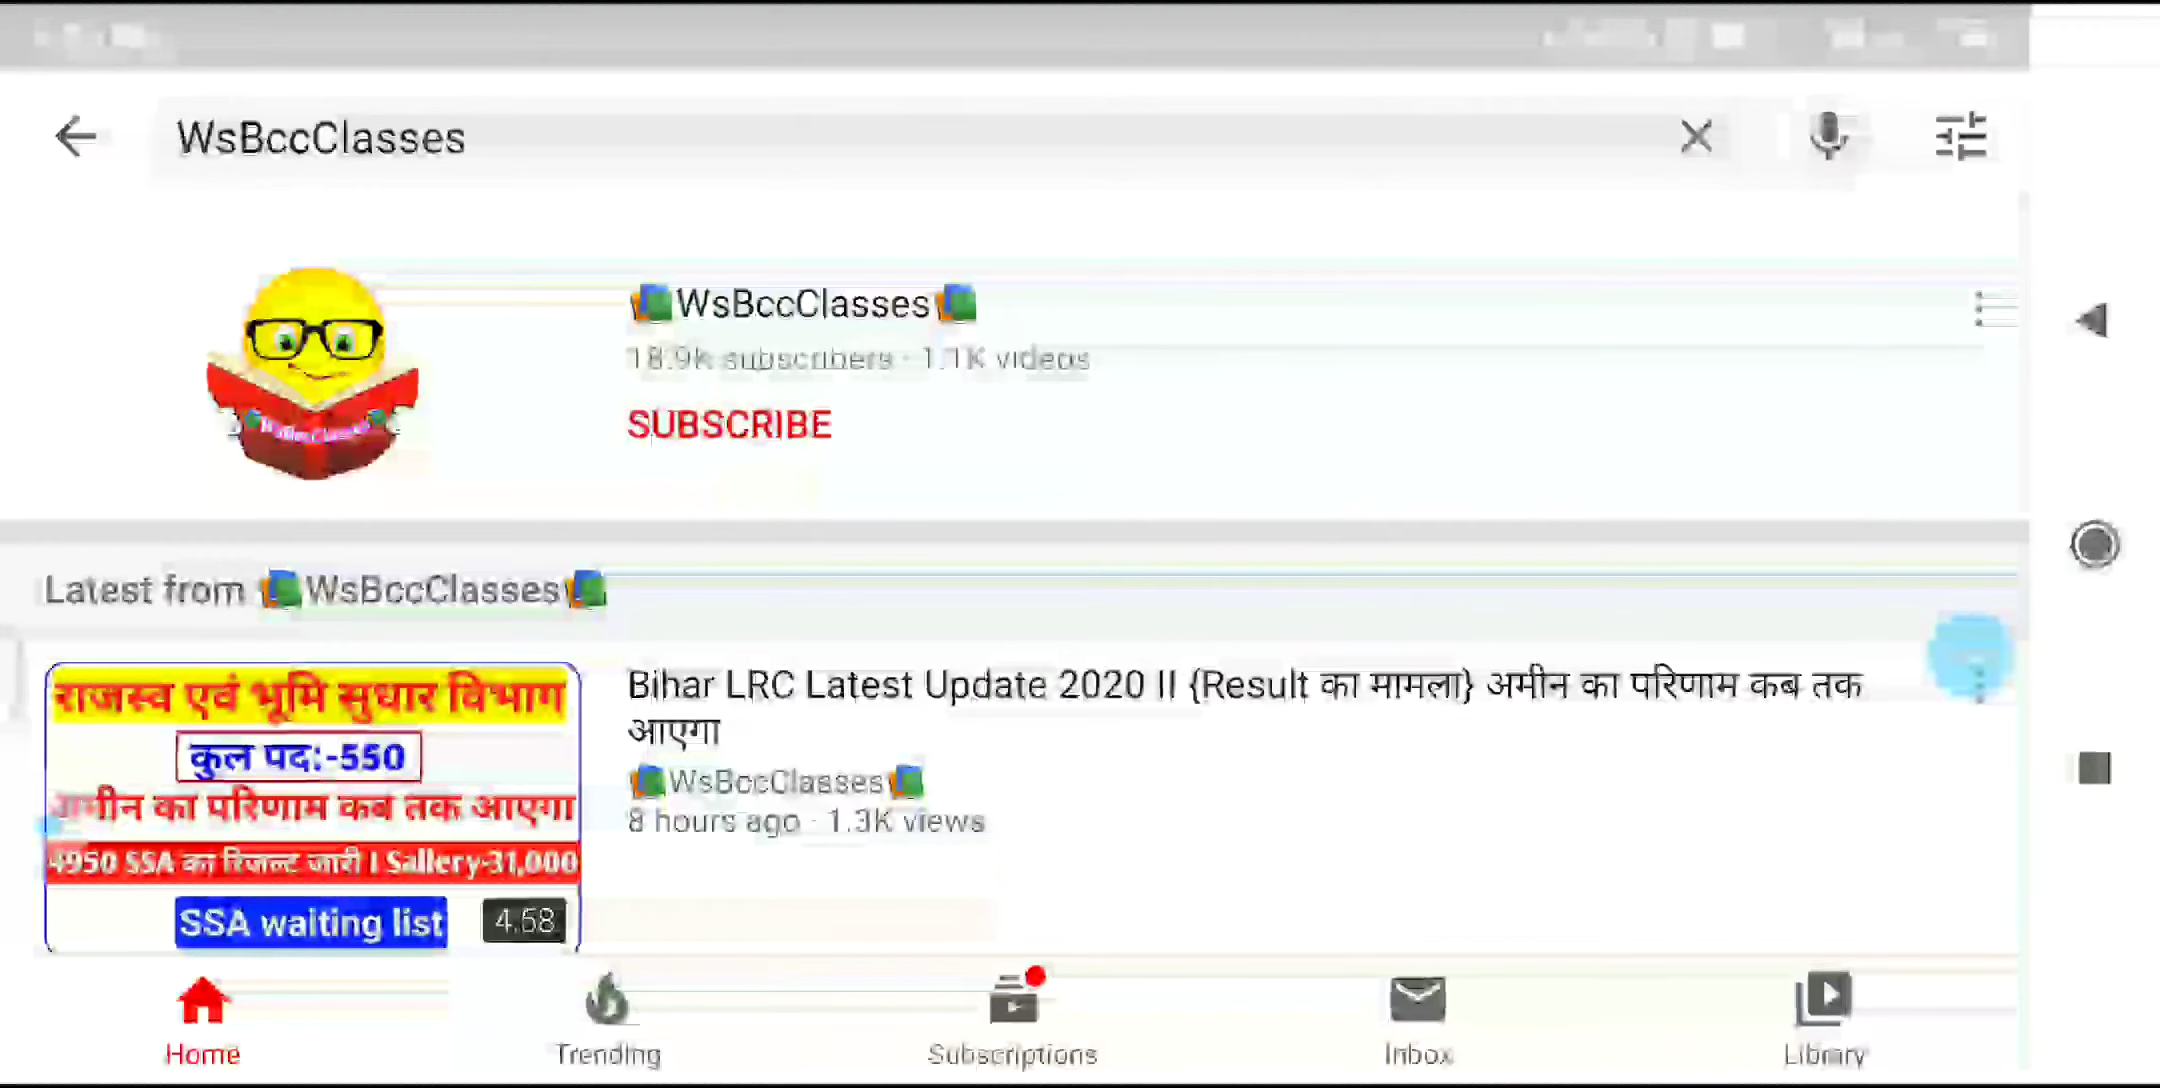 WsBccClasses
WsBccClasses
18.9k subscribers · 1.1K videos
SUBSCRIBE
Latest from WsBccClasses
राजस्व एवं भूमि सुधार विभाग
कुल पद:-550
अमीन का परिणाम कब तक आएगा
4950 SSA का रिजल्ट जारी I Sallery-31,000
SSA waiting list
4:58
Bihar LRC Latest Update 2020 II {Result का मामला} अमीन का परिणाम कब तक
आएगा
WsBccClasses
8 hours ago · 1.3K views
Home
Trending
Subscriptions
Inbox
Library